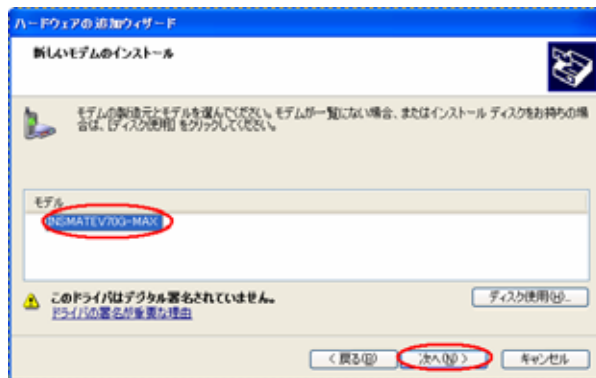 ハードウェアの追加ウィザード
新しいモデムのインストール
モデムの製造元とモデルを選んでください。モデムが一覧にない場合、またはインストール ディスクをお持ちの場
合は、[ディスク使用] をクリックしてください。
モデル
INSMATEV70G-MAX
このドライバはデジタル署名されていません。
ディスク使用(H)...
ドライバの署名が重要な理由
< 戻る(B)
次へ(N) >
キャンセル